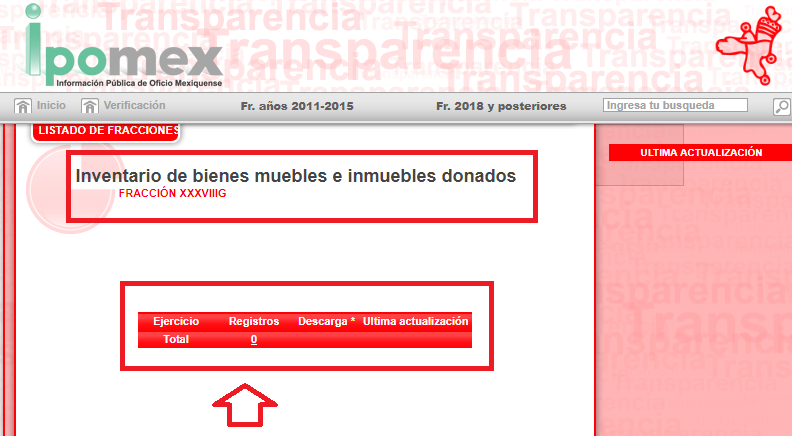 ipomex
Información Pública de Oficio Mexiquense
Transparencia
Inicio
Verificación
Fr. años 2011-2015
Fr. 2018 y posteriores
Ingresa tu busqueda
LISTADO DE FRACCIONES
ULTIMA ACTUALIZACIÓN
Inventario de bienes muebles e inmuebles donados
FRACCIÓN XXXVIIIG
Ejercicio Registros Descarga * Ultima actualización
Total 0